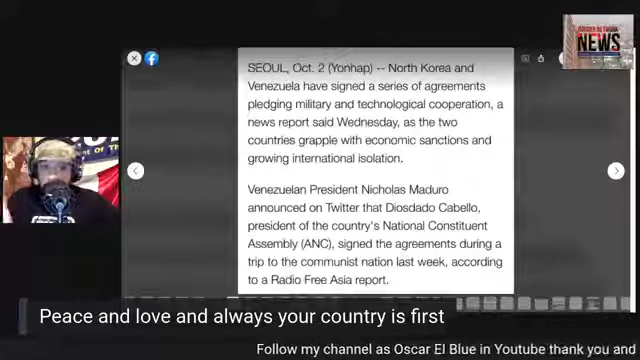 NEWS
SEOUL, Oct. 2 (Yonhap) -- North Korea and
Venezuela have signed a series of agreements
pledging military and technological cooperation, a
news report said Wednesday, as the two
countries grapple with economic sanctions and
growing international isolation.
Venezuelan President Nicholas Maduro
announced on Twitter that Diosdado Cabello,
president of the country's National Constituent
Assembly (ANC), signed the agreements during a
trip to the communist nation last week, according
to a Radio Free Asia report.
Peace and love and always your country is first
Follow my channel as Oscar El Blue in Youtube thank you and